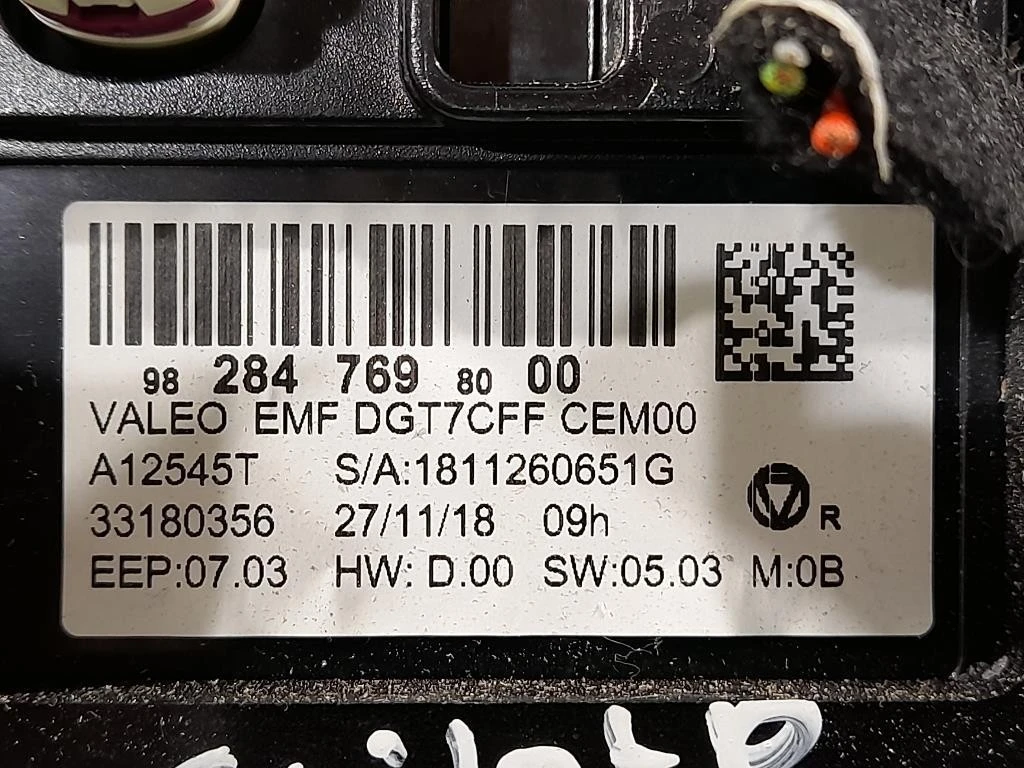 98 284 769 80 00
VALEO EMF DGT7CFF CEM00
A12545T S/A:1811260651G
33180356 27/11/18 09h R
EEP:07.03 HW: D.00 SW:05.03 M:0B